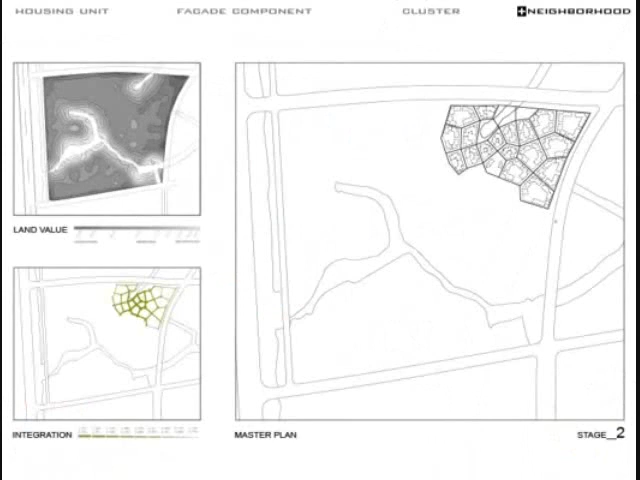 HOUSING UNIT FACADE COMPONENT CLUSTER NEIGHBORHOOD
LAND VALUE
INTEGRATION
MASTER PLAN
STAGE_2